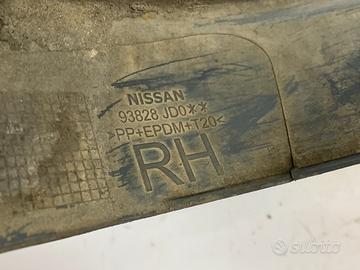 NISSAN
93828 JD0**
>PP+EPDM+T20<
RH
subito